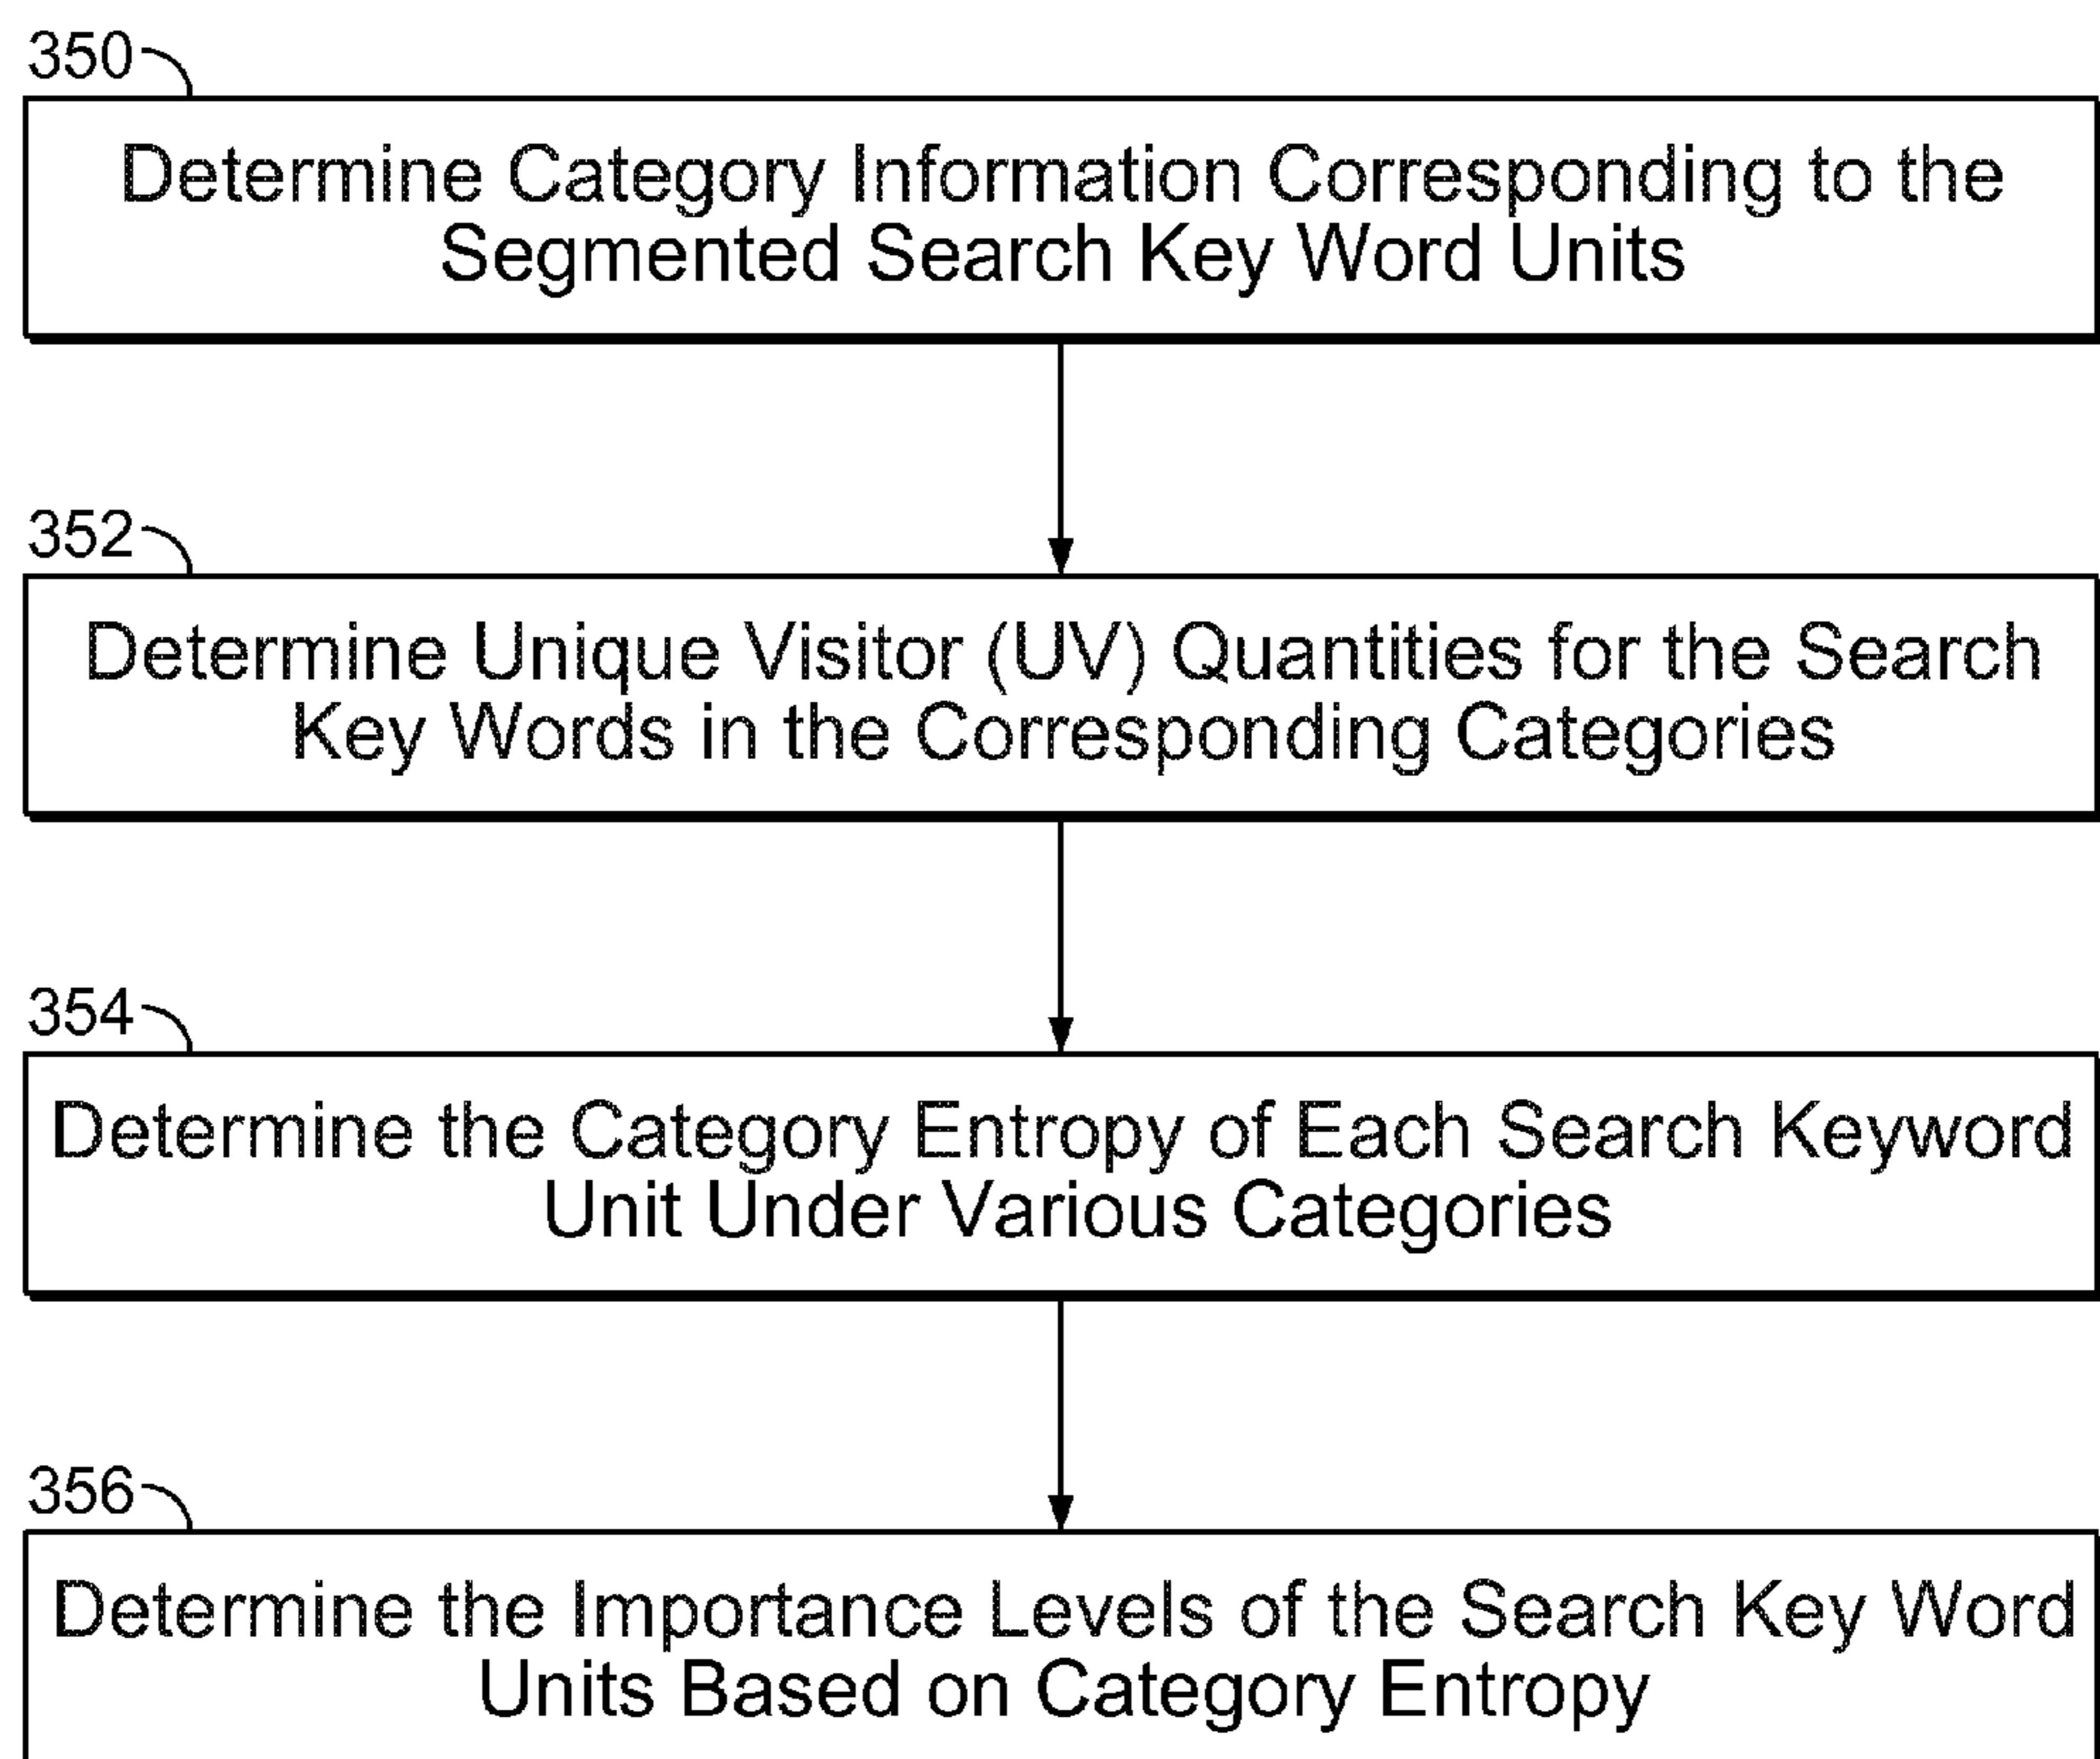 350
Determine Category Information Corresponding to the
Segmented Search Key Word Units
352
Determine Unique Visitor (UV) Quantities for the Search
Key Words in the Corresponding Categories
354
Determine the Category Entropy of Each Search Keyword
Unit Under Various Categories
356
Determine the Importance Levels of the Search Key Word
Units Based on Category Entropy